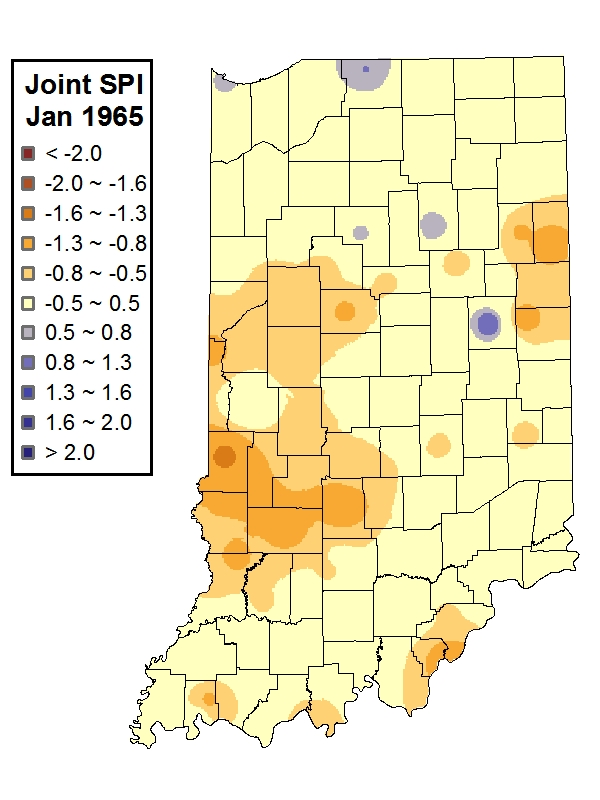 Joint SPI
Jan 1965
< -2.0
-2.0 ~ -1.6
-1.6 ~ -1.3
-1.3 ~ -0.8
-0.8 ~ -0.5
-0.5 ~ 0.5
0.5 ~ 0.8
0.8 ~ 1.3
1.3 ~ 1.6
1.6 ~ 2.0
> 2.0